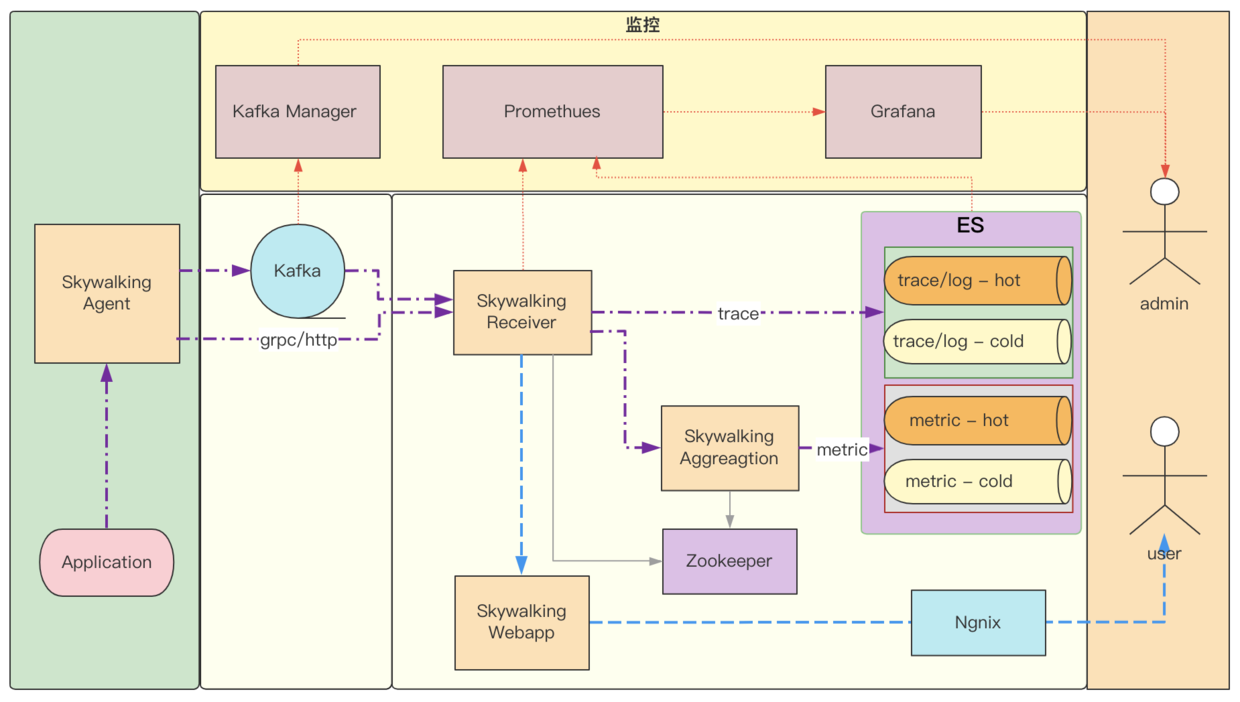 监控
Kafka Manager
Promethues
Grafana
Skywalking
Agent
Kafka
grpc/http
Application
Skywalking
Receiver
trace
Skywalking
Aggreagtion
metric
Zookeeper
Skywalking
Webapp
Ngnix
ES
trace/log - hot
trace/log - cold
metric - hot
metric - cold
admin
user